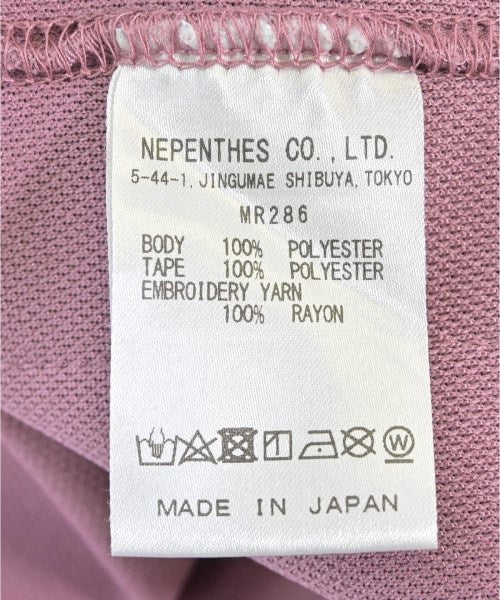 NEPENTHES CO., LTD.
5-44-1, JINGUMAE SHIBUYA, TOKYO
MR286
BODY 100% POLYESTER
TAPE 100% POLYESTER
EMBROIDERY YARN
100% RAYON
W
MADE IN JAPAN